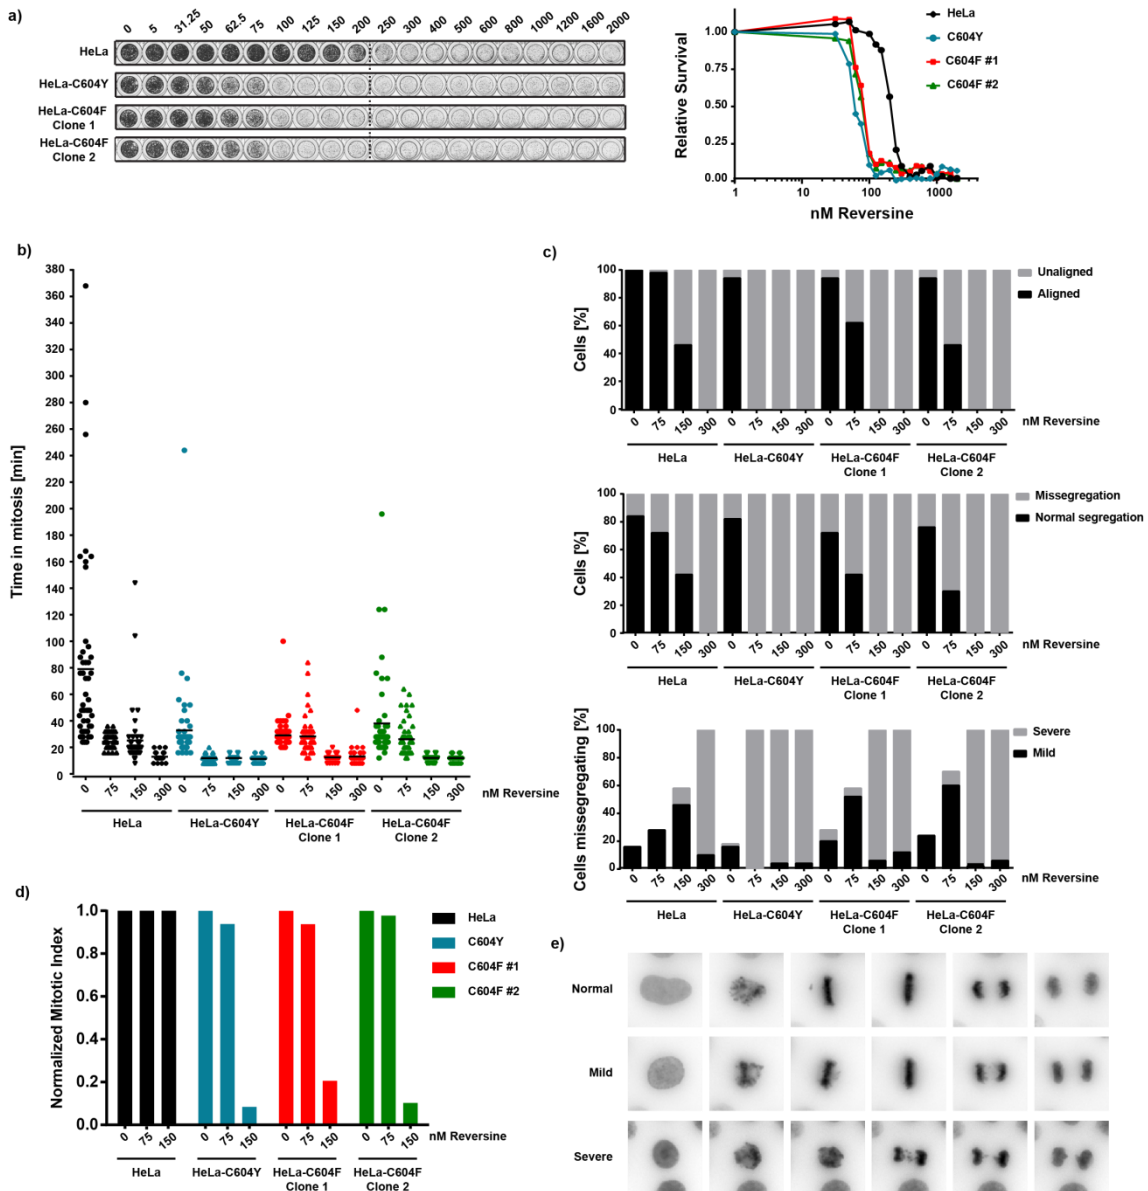 a)
0 5 31.25 50 62.5 75 100 125 150 200 250 300 400 500 600 800 900 1000 1200 1600 2000
HeLa
HeLa-C604Y
HeLa-C604F
Clone 1
HeLa-C604F
Clone 2
Relative Survival
1.00
0.75
0.50
0.25
0.00
1 10 100 1000
nM Reversine
HeLa
C604Y
C604F #1
C604F #2
b)
Time in mitosis [min]
380
360
340
320
300
280
260
240
220
200
180
160
140
120
100
80
60
40
20
0
0 75 150 300 0 75 150 300 0 75 150 300 0 75 150 300
nM Reversine
HeLa HeLa-C604Y HeLa-C604F HeLa-C604F
Clone 1 Clone 2
c)
Cells [%]
100
80
60
40
20
0
Unaligned
Aligned
0 75 150 300 0 75 150 300 0 75 150 300 0 75 150 300
nM Reversine
HeLa HeLa-C604Y HeLa-C604F HeLa-C604F
Clone 1 Clone 2
Cells [%]
100
80
60
40
20
0
Missegregation
Normal segregation
0 75 150 300 0 75 150 300 0 75 150 300 0 75 150 300
nM Reversine
HeLa HeLa-C604Y HeLa-C604F HeLa-C604F
Clone 1 Clone 2
Cells missegregating [%]
100
80
60
40
20
0
Severe
Mild
0 75 150 300 0 75 150 300 0 75 150 300 0 75 150 300
nM Reversine
HeLa HeLa-C604Y HeLa-C604F HeLa-C604F
Clone 1 Clone 2
d)
Normalized Mitotic Index
1.0
0.8
0.6
0.4
0.2
0.0
HeLa
C604Y
C604F #1
C604F #2
0 75 150 0 75 150 0 75 150 0 75 150
nM Reversine
HeLa HeLa-C604Y HeLa-C604F HeLa-C604F
Clone 1 Clone 2
e)
Normal
Mild
Severe